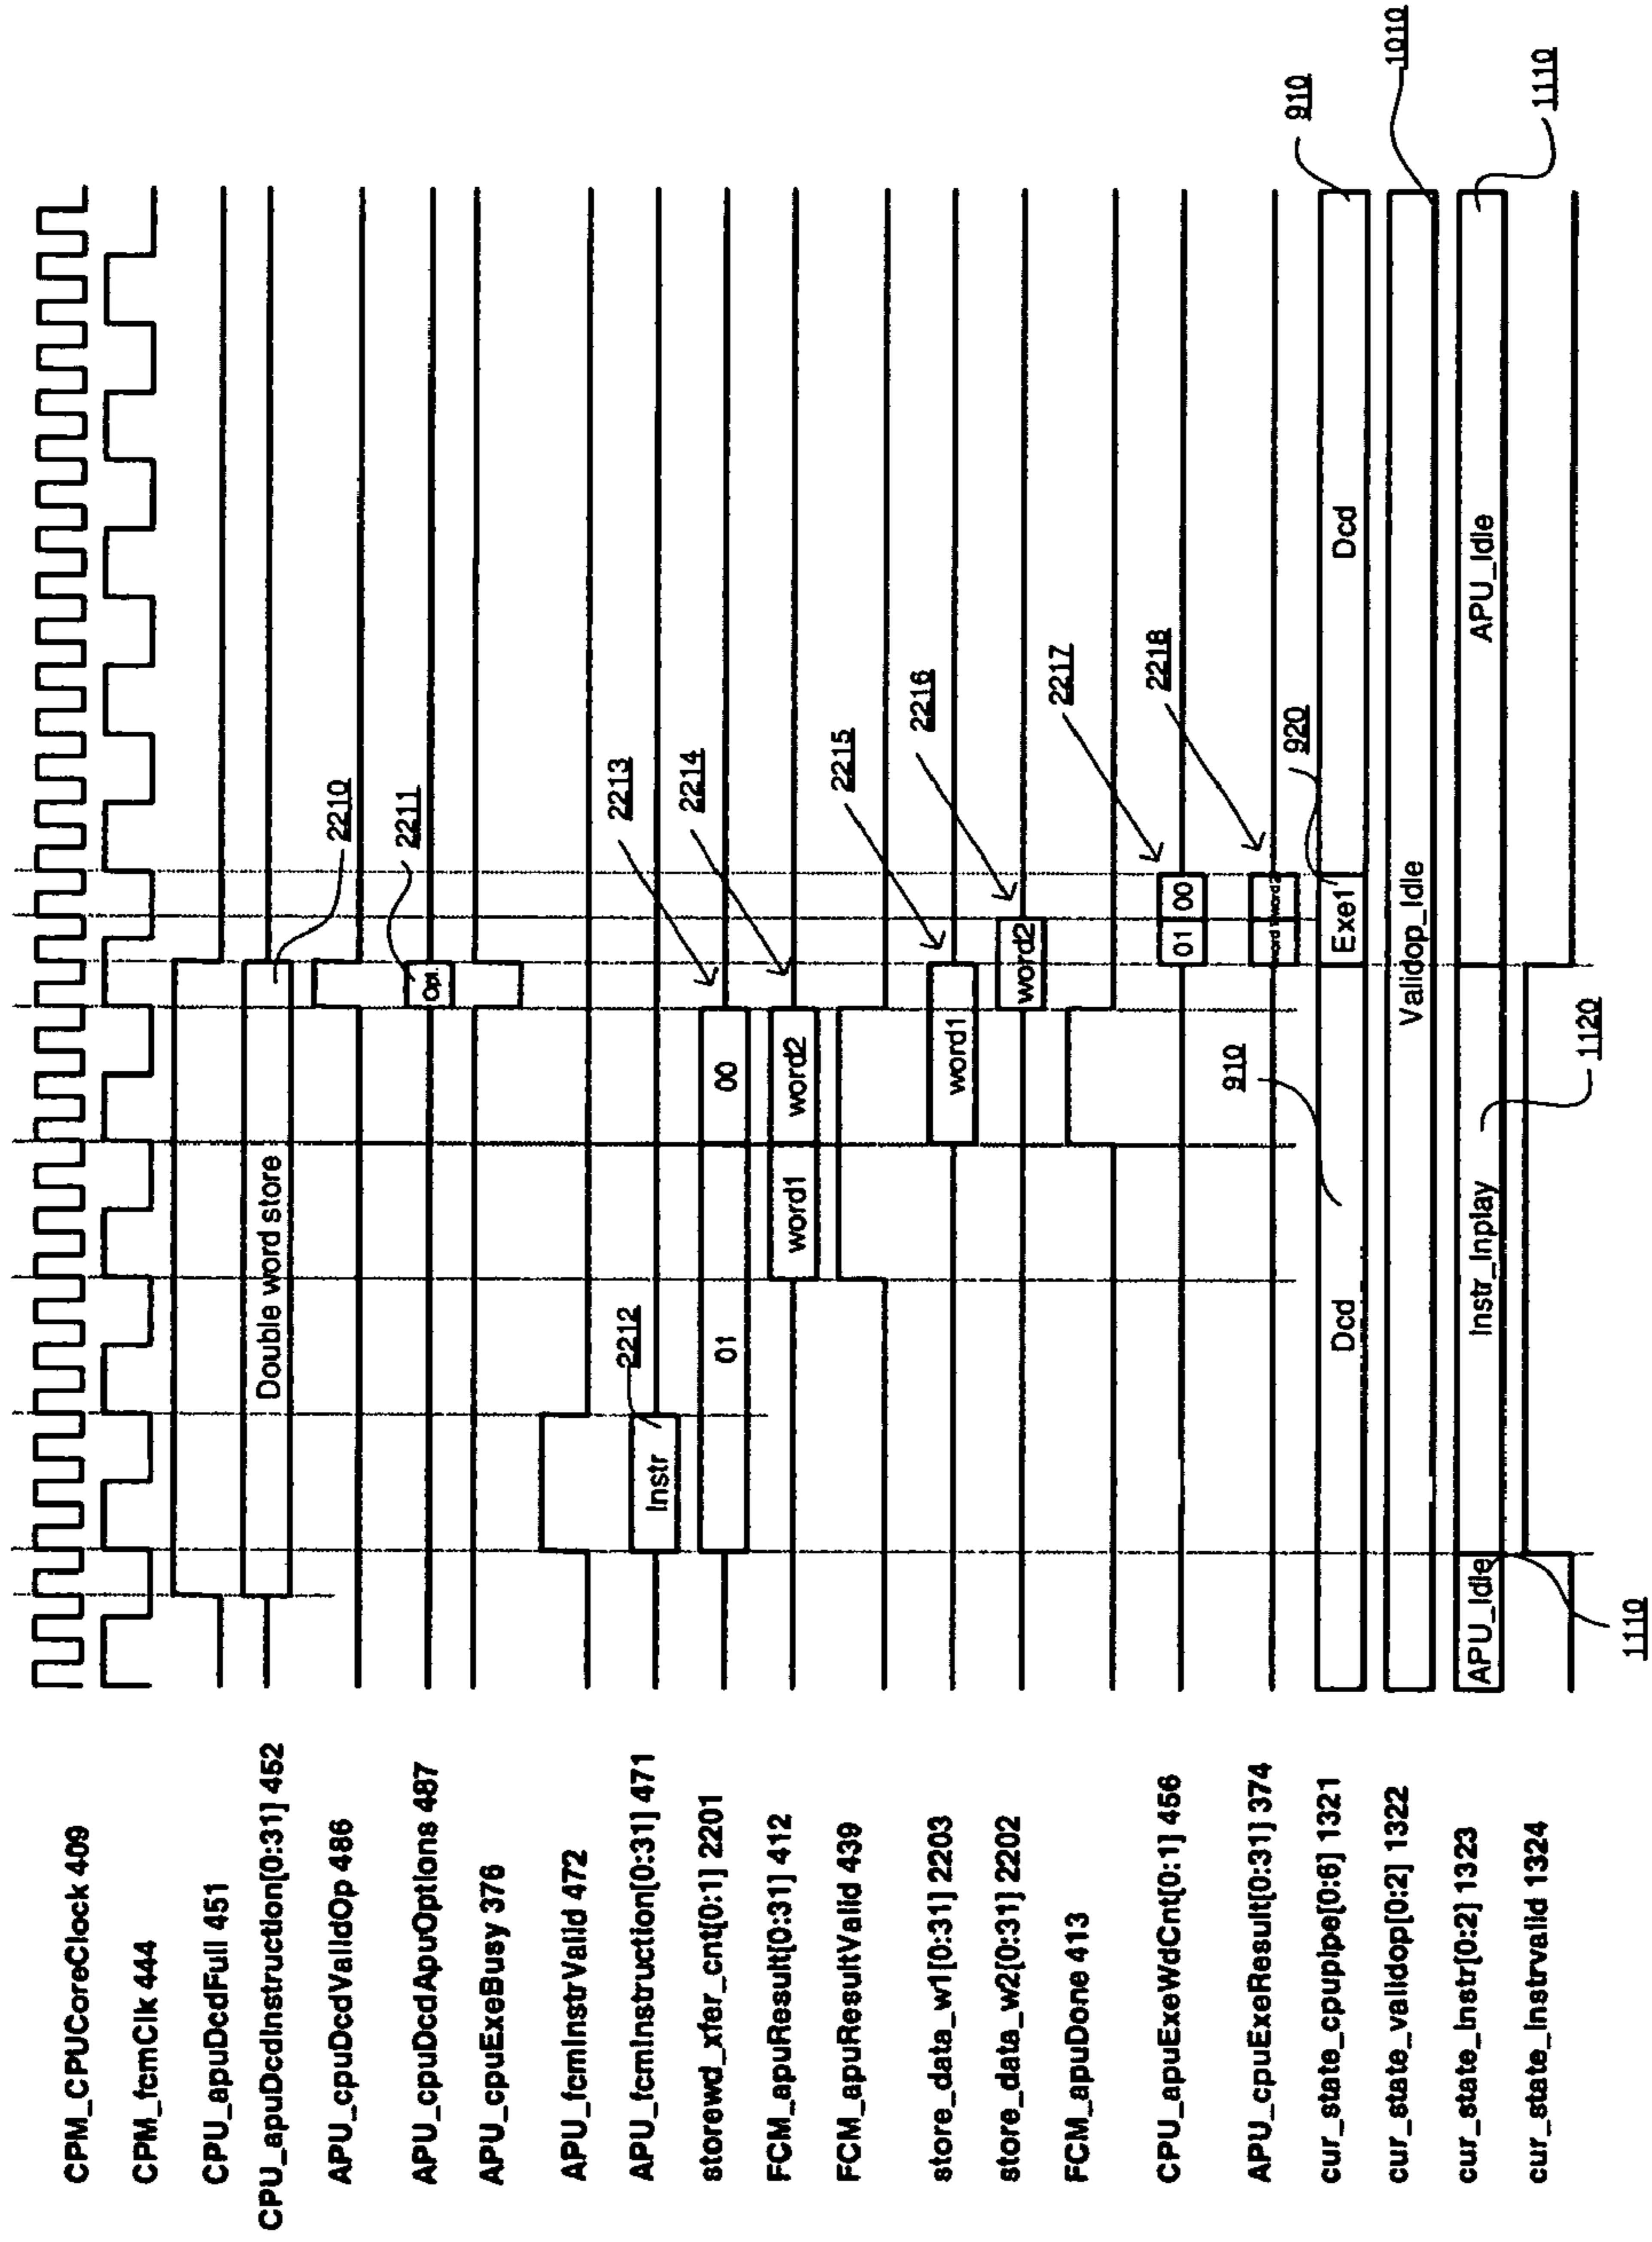 CPM_CPUCoreClock 409
CPM_fcmClk 444
CPU_apuDcdFull 451
CPU_apuDcdInstruction[0:31] 452
Double word store
2210
APU_cpuDcdValidOp 486
APU_cpuDcdApuOptions 487
Opt.
2211
APU_cpuExeBusy 376
APU_fcmInstrValid 472
APU_fcmInstruction[0:31] 471
Instr
2212
storewd_xfer_cnt[0:1] 2201
01
00
2213
FCM_apuResult[0:31] 412
word1
word2
2214
FCM_apuResultValid 439
store_data_w1[0:31] 2203
word1
2215
store_data_w2[0:31] 2202
word2
2216
FCM_apuDone 413
CPU_apuExeWdCnt[0:1] 456
01
00
2217
APU_cpuExeResult[0:31] 374
word 1
word 2
2218
cur_state_cpupipe[0:6] 1321
Dcd
910
Exe1
920
Dcd
910
cur_state_validop[0:2] 1322
Validop_Idle
1010
cur_state_instr[0:2] 1323
APU_Idle
1110
Instr_Inplay
1120
APU_Idle
1110
cur_state_instrvalid 1324